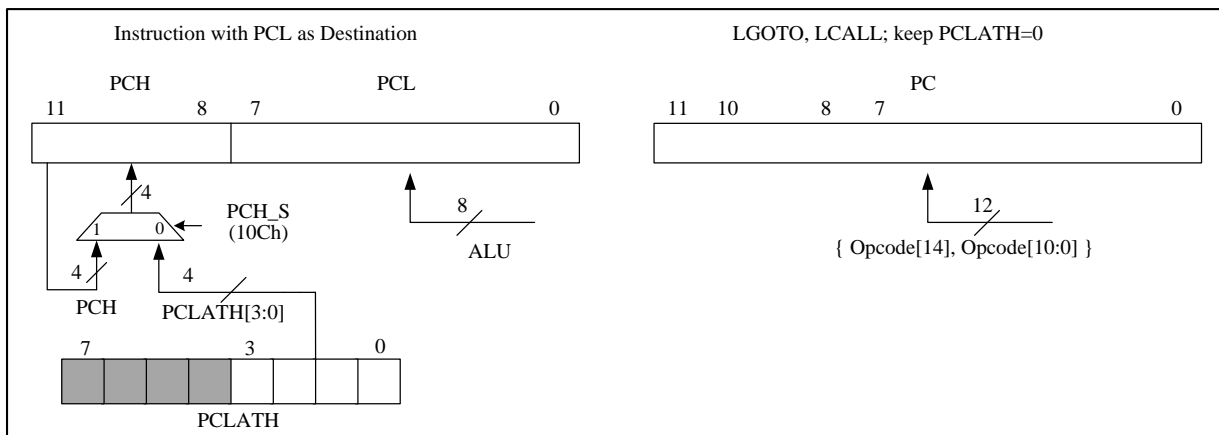 Instruction with PCL as Destination
LGOTO, LCALL; keep PCLATH=0
PCH
PCL
PC
11
8
7
0
11
10
8
7
0
4
1
0
PCH_S
(10Ch)
8
ALU
12
{ Opcode[14], Opcode[10:0] }
4
4
PCH
PCLATH[3:0]
7
3
0
PCLATH